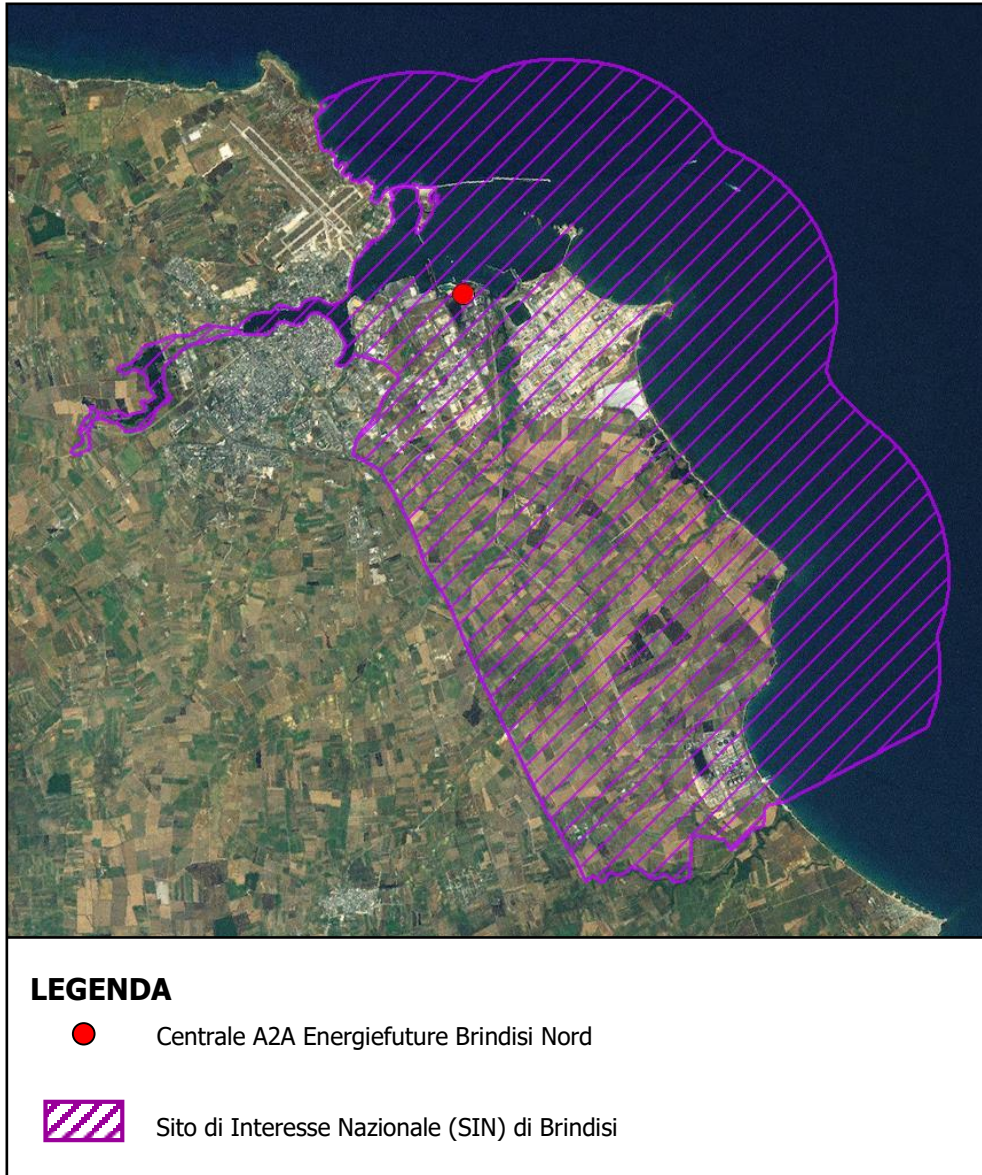 LEGENDA
Centrale A2A Energiefuture Brindisi Nord
Sito di Interesse Nazionale (SIN) di Brindisi